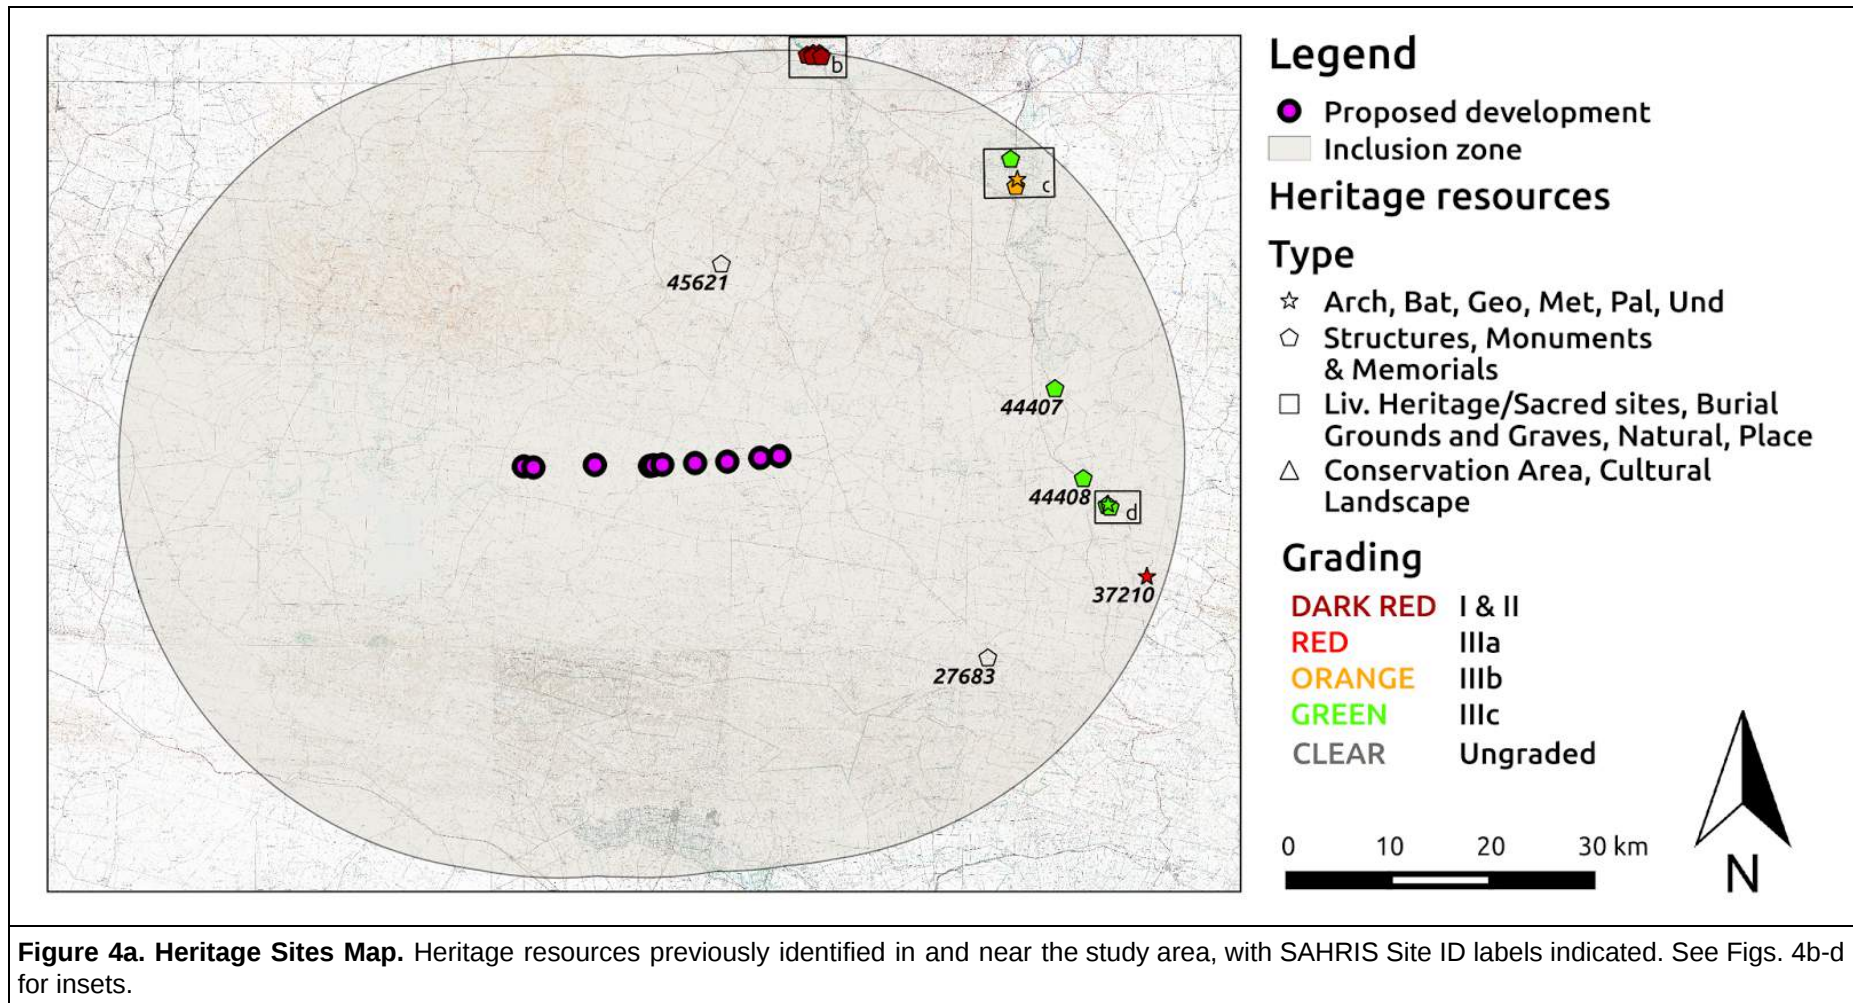 b
c
45621
44407
44408
d
37210
27683
Legend
Proposed development
Inclusion zone
Heritage resources
Type
Arch, Bat, Geo, Met, Pal, Und
Structures, Monuments
& Memorials
Liv. Heritage/Sacred sites, Burial
Grounds and Graves, Natural, Place
Conservation Area, Cultural
Landscape
Grading
DARK RED I & II
RED IIIa
ORANGE IIIb
GREEN IIIc
CLEAR Ungraded
0 10 20 30 km
N
Figure 4a. Heritage Sites Map. Heritage resources previously identified in and near the study area, with SAHRIS Site ID labels indicated. See Figs. 4b-d
for insets.